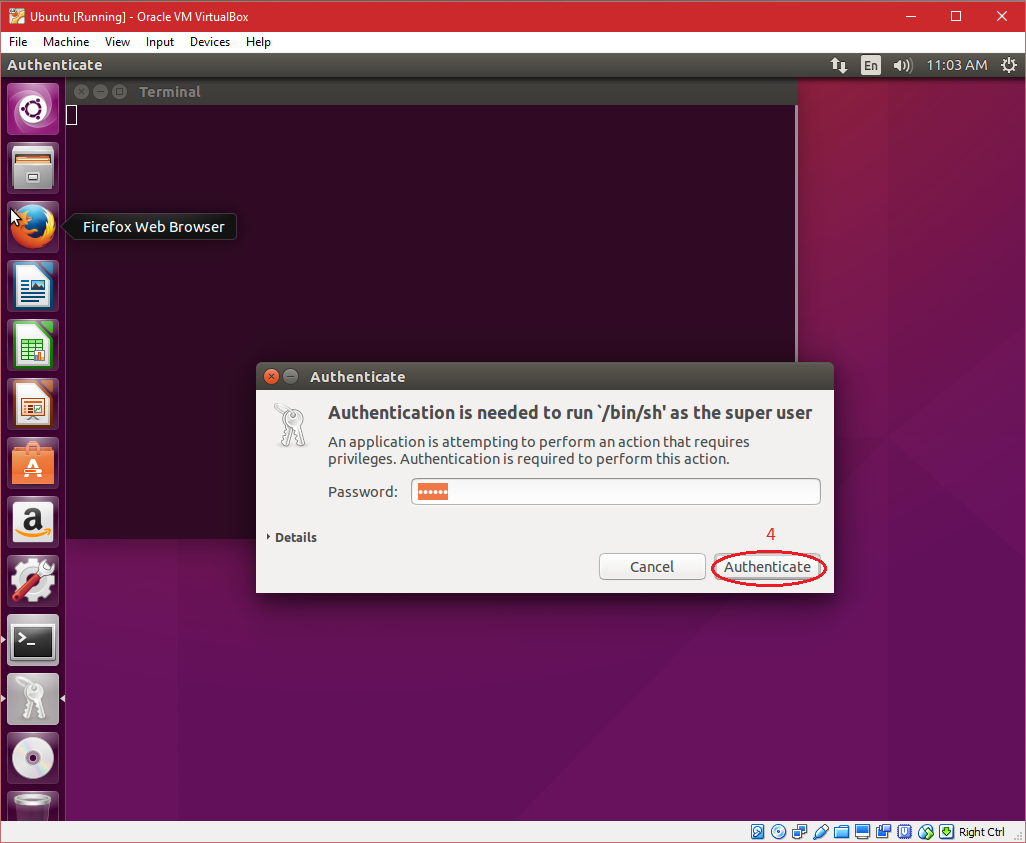 Ubuntu [Running] - Oracle VM VirtualBox
File Machine View Input Devices Help
Authenticate En 11:03 AM
Terminal
Firefox Web Browser
Authenticate
Authentication is needed to run `/bin/sh' as the super user
An application is attempting to perform an action that requires
privileges. Authentication is required to perform this action.
Password: ••••••
Details
4
Cancel Authenticate
Right Ctrl